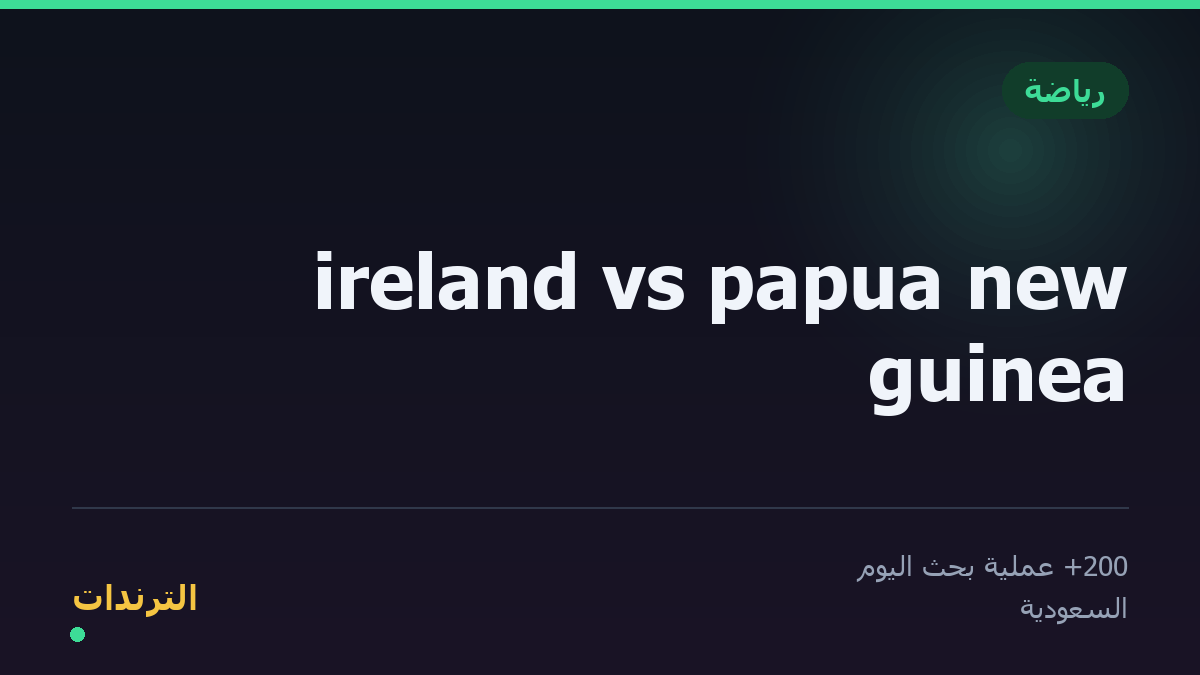 رياضة
ireland vs papua new
guinea
200+ عملية بحث اليوم
السعودية
الترندات